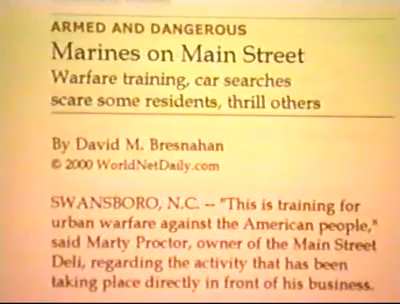 ARMED AND DANGEROUS
Marines on Main Street
Warfare training, car searches
scare some residents, thrill others
By David M. Bresnahan
© 2000 WorldNetDaily.com
SWANSBORO, N.C. -- "This is training for
urban warfare against the American people,"
said Marty Proctor, owner of the Main Street
Deli, regarding the activity that has been
taking place directly in front of his business.